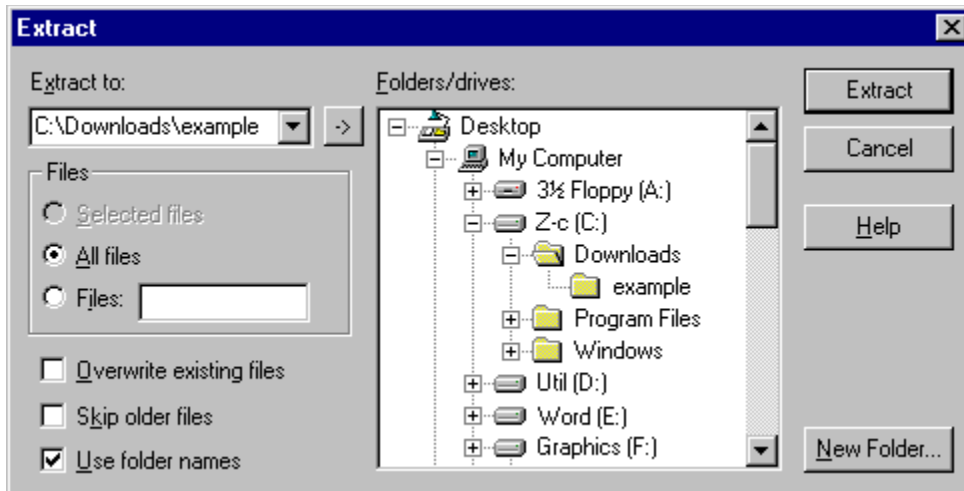 Extract
Extract to:
C:\Downloads\example
->
Files
Selected files
All files
Files:
Overwrite existing files
Skip older files
Use folder names
Folders/drives:
Desktop
My Computer
3½ Floppy (A:)
Z-c (C:)
Downloads
example
Program Files
Windows
Util (D:)
Word (E:)
Graphics (F:)
Extract
Cancel
Help
New Folder...